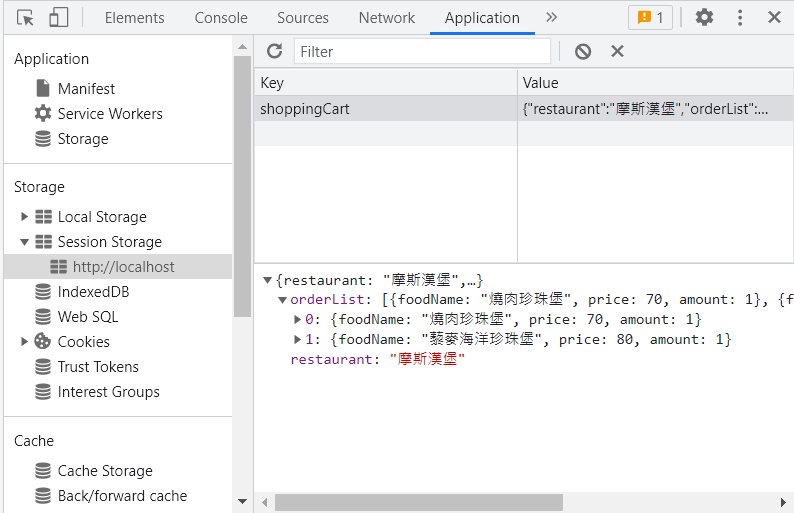 Elements Console Sources Network Performance Application » 1
Application
Manifest
Service Workers
Storage
Storage
Local Storage
Session Storage
http://localhost
IndexedDB
Web SQL
Cookies
Trust Tokens
Interest Groups
Cache
Cache Storage
Back/forward cache
Filter
Key Value
shoppingCart {"restaurant":"摩斯漢堡","orderList":...
{restaurant: "摩斯漢堡",…}
orderList: [{foodName: "燒肉珍珠堡", price: 70, amount: 1}, {f
0: {foodName: "燒肉珍珠堡", price: 70, amount: 1}
1: {foodName: "藜麥海洋珍珠堡", price: 80, amount: 1}
restaurant: "摩斯漢堡"